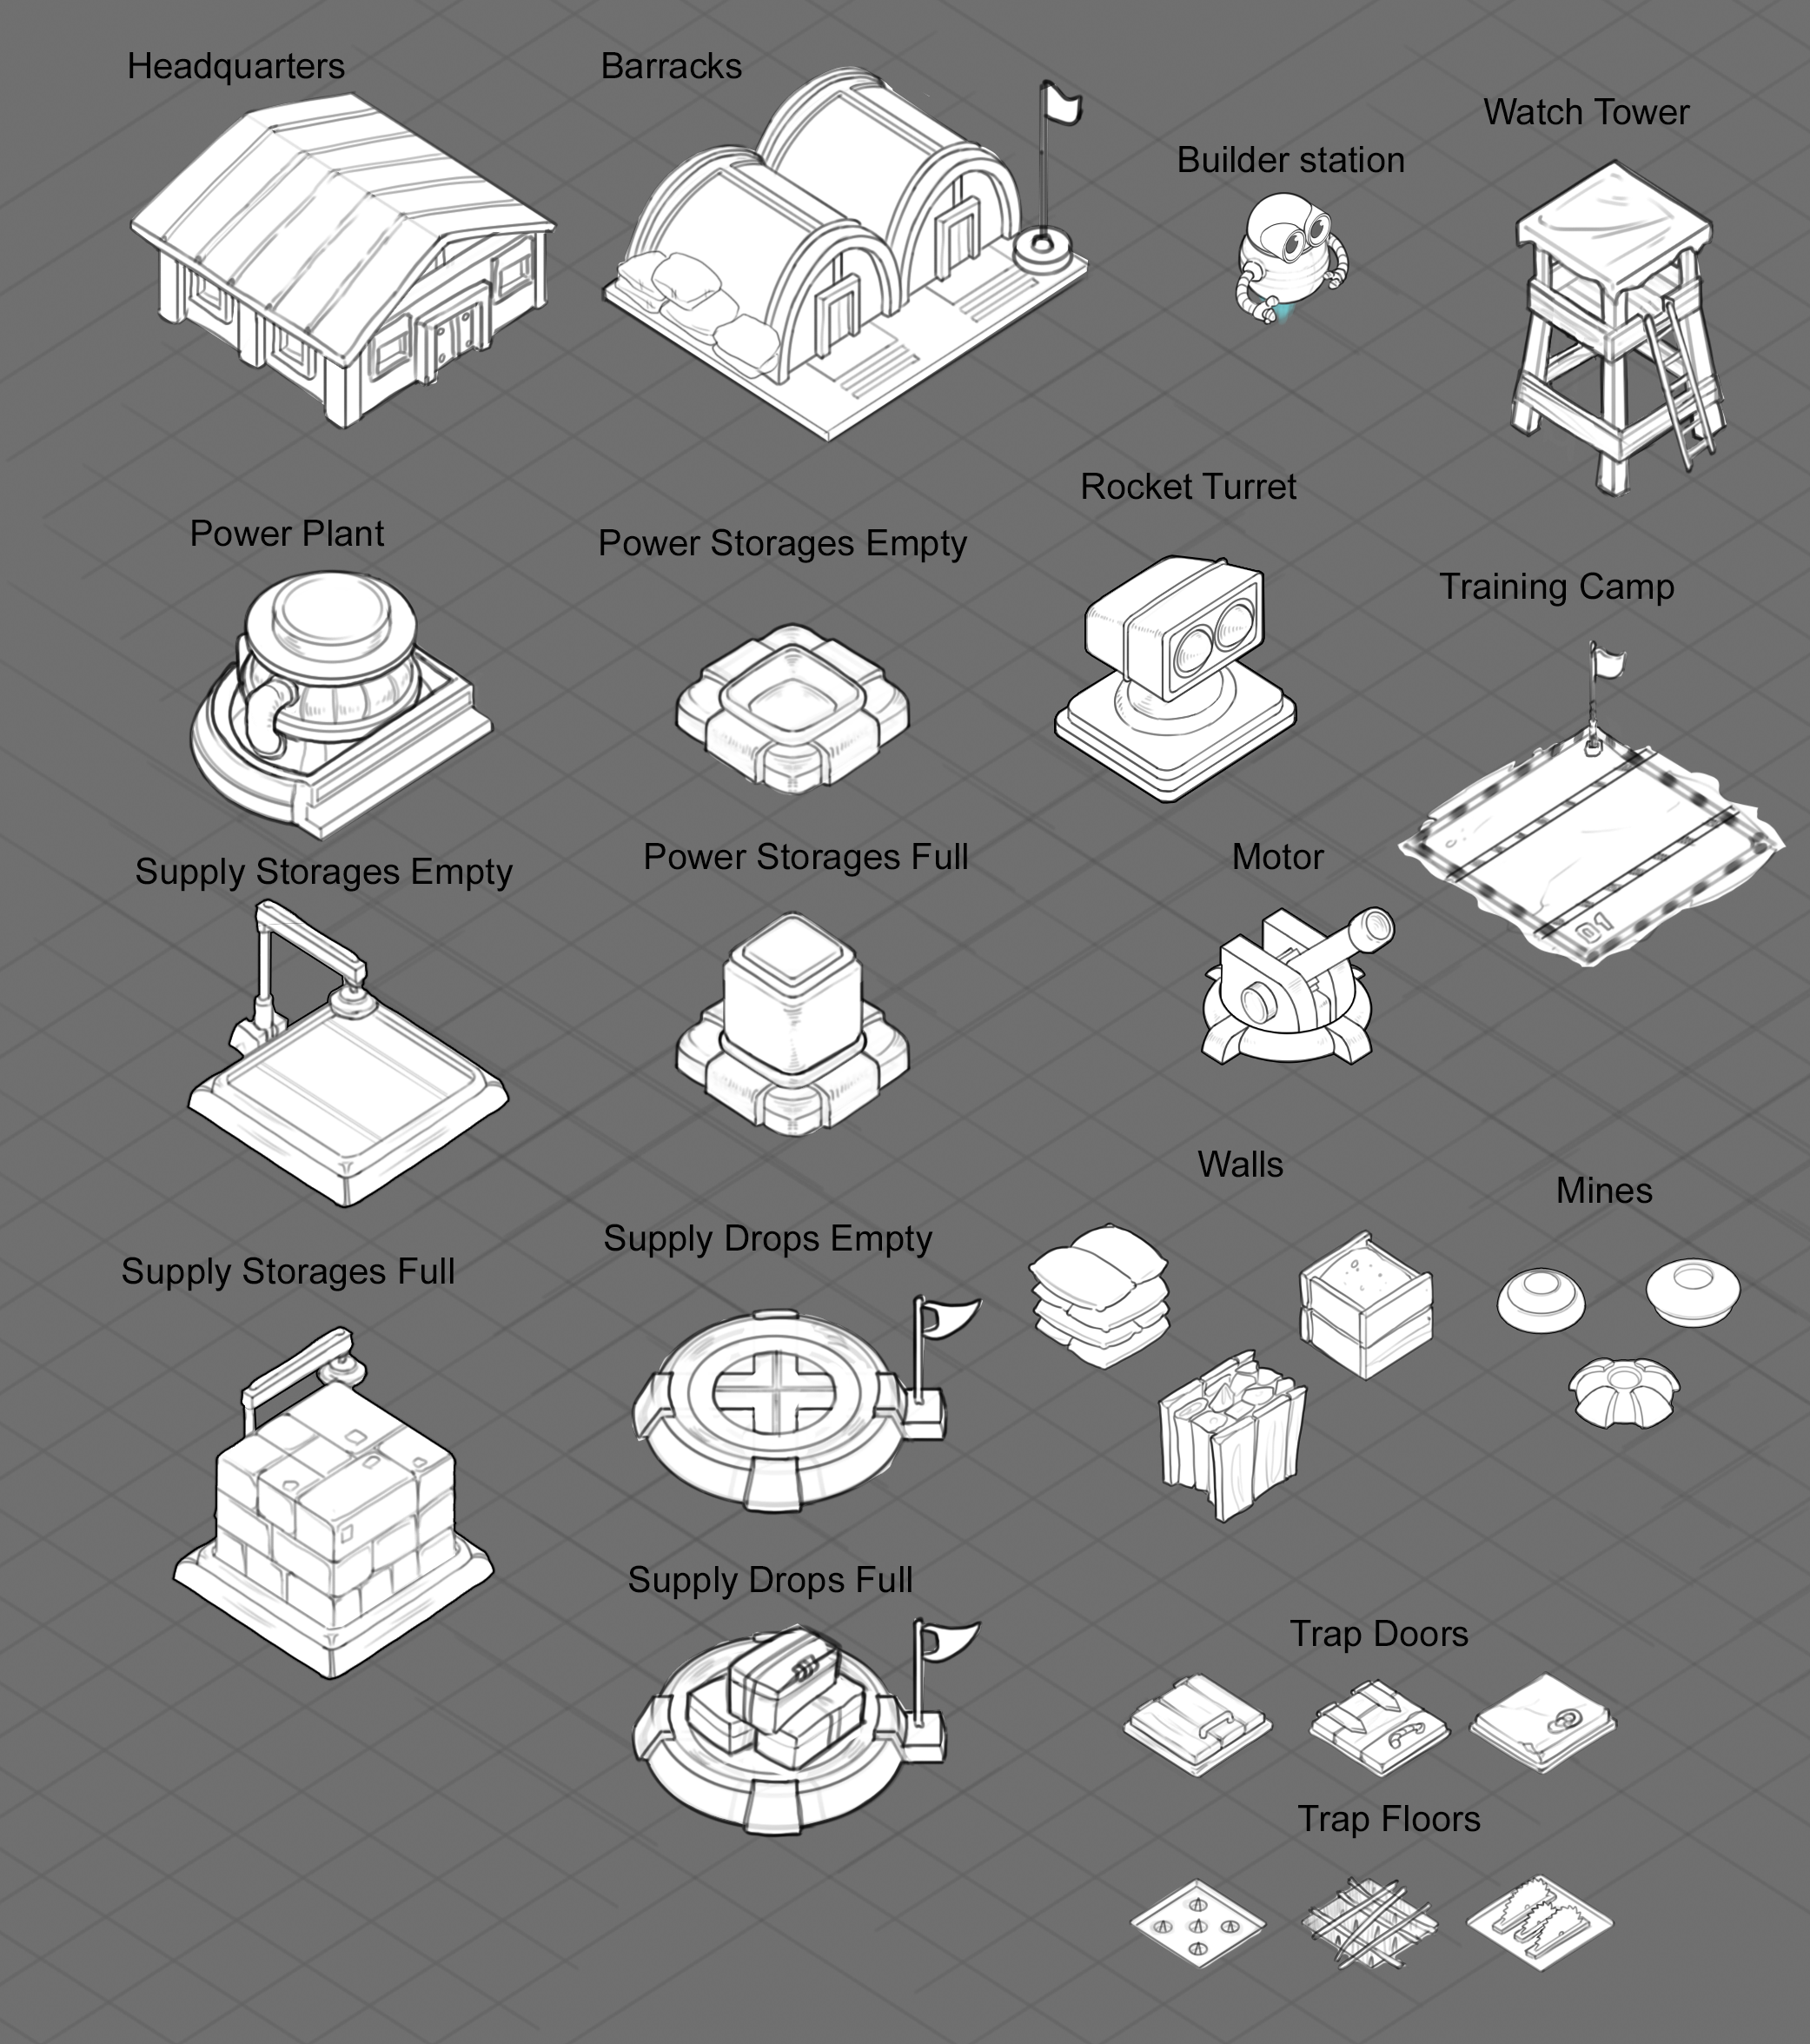 Headquarters
Barracks
Watch Tower
Builder station
Rocket Turret
Power Plant
Power Storages Empty
Training Camp
Supply Storages Empty
Power Storages Full
Motor
01
Walls
Mines
Supply Drops Empty
Supply Storages Full
Supply Drops Full
Trap Doors
Trap Floors